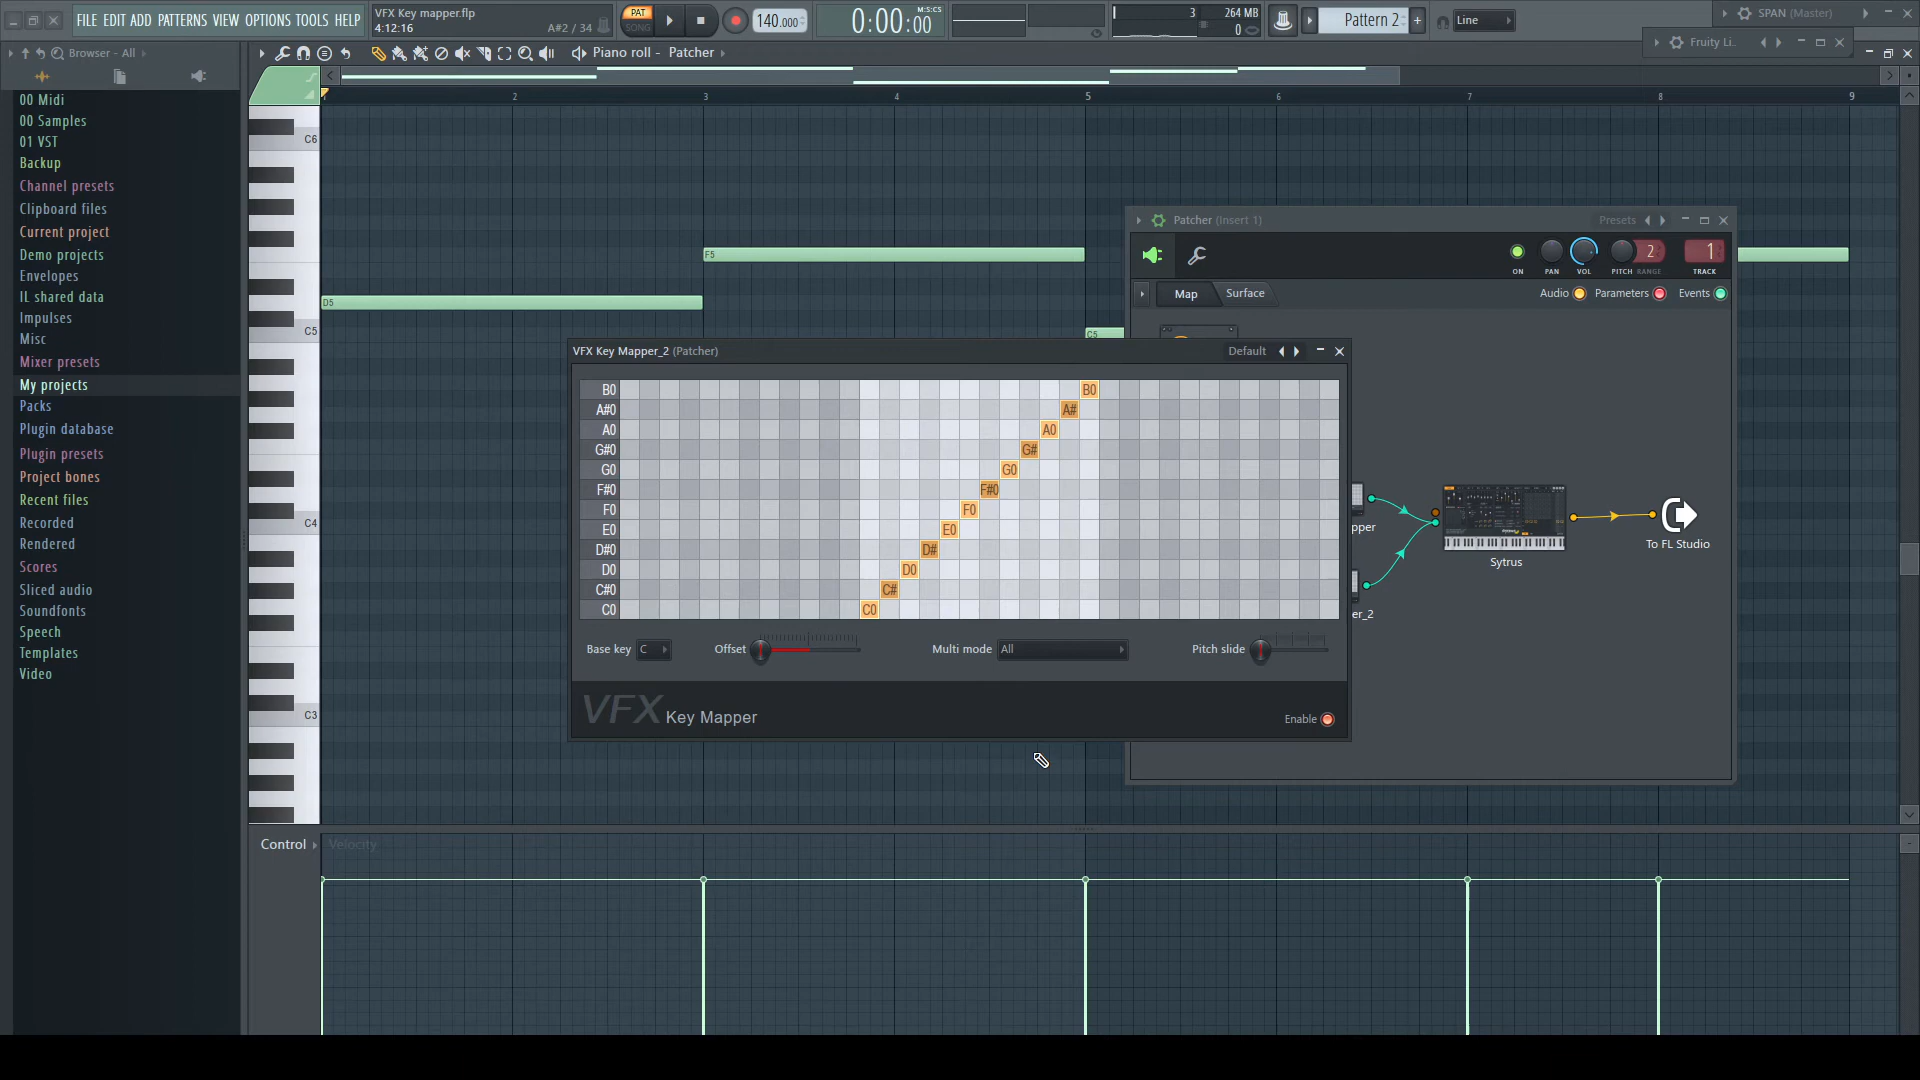 FILE EDIT ADD PATTERNS VIEW OPTIONS TOOLS HELP
VFX Key mapper.flp
4:12:16
A#2 / 34
PAT
SONG
140.000
0:00:00
M:S:CS
3
264 MB
0
Pattern 2
+
Line
SPAN (Master)
Fruity Li..
Browser - All
Piano roll - Patcher
00 Midi
00 Samples
01 VST
Backup
Channel presets
Clipboard files
Current project
Demo projects
Envelopes
IL shared data
Impulses
Misc
Mixer presets
My projects
Packs
Plugin database
Plugin presets
Project bones
Recent files
Recorded
Rendered
Scores
Sliced audio
Soundfonts
Speech
Templates
Video
2 3 4 5 6 7 8 9
C6
C5
C4
C3
F5
D5
C5
Patcher (Insert 1)
Presets
ON PAN VOL PITCH RANGE TRACK
2
1
Map
Surface
Audio Parameters Events
pper
er_2
Sytrus
To FL Studio
VFX Key Mapper_2 (Patcher)
Default
B0 B0
A#0 A#
A0 A0
G#0 G#
G0 G0
F#0 F#0
F0 F0
E0 E0
D#0 D#
D0 D0
C#0 C#
C0 C0
Base key C Offset Multi mode All Pitch slide
VFX Key Mapper
Enable
Control Velocity